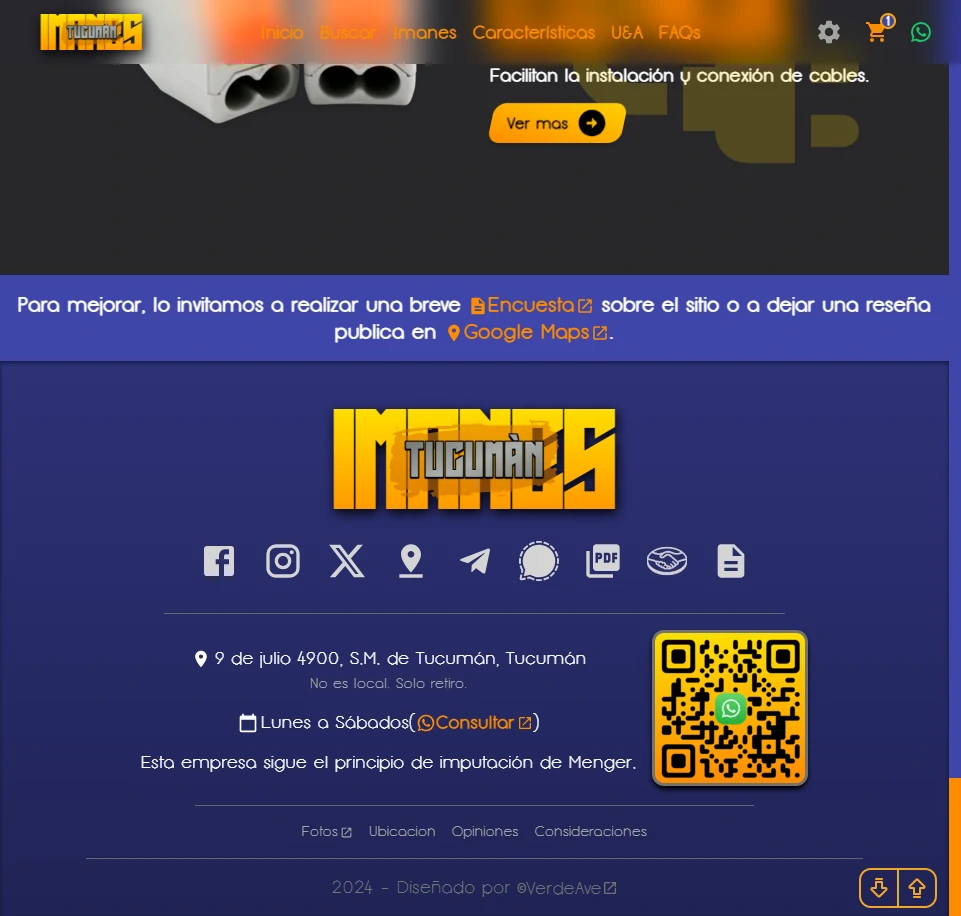 IMANES
TUCUMÀN
Inicio Buscar Imanes Características U&A FAQs
1
Facilitan la instalación y conexión de cables.
Ver mas
Para mejorar, lo invitamos a realizar una breve Encuesta sobre el sitio o a dejar una reseña
publica en Google Maps.
IMANES
TUCUMÀN
PDF
9 de julio 4900, S.M. de Tucumán, Tucumán
No es local. Solo retiro.
Lunes a Sábados(Consultar)
Esta empresa sigue el principio de imputación de Menger.
Fotos Ubicacion Opiniones Consideraciones
2024 - Diseñado por ©VerdeAve